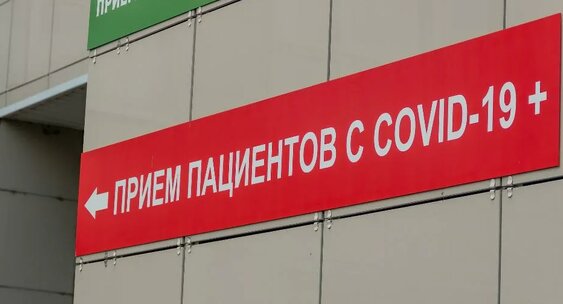 ПРИЕМ ПАЦИЕНТОВ С COVID-19 +